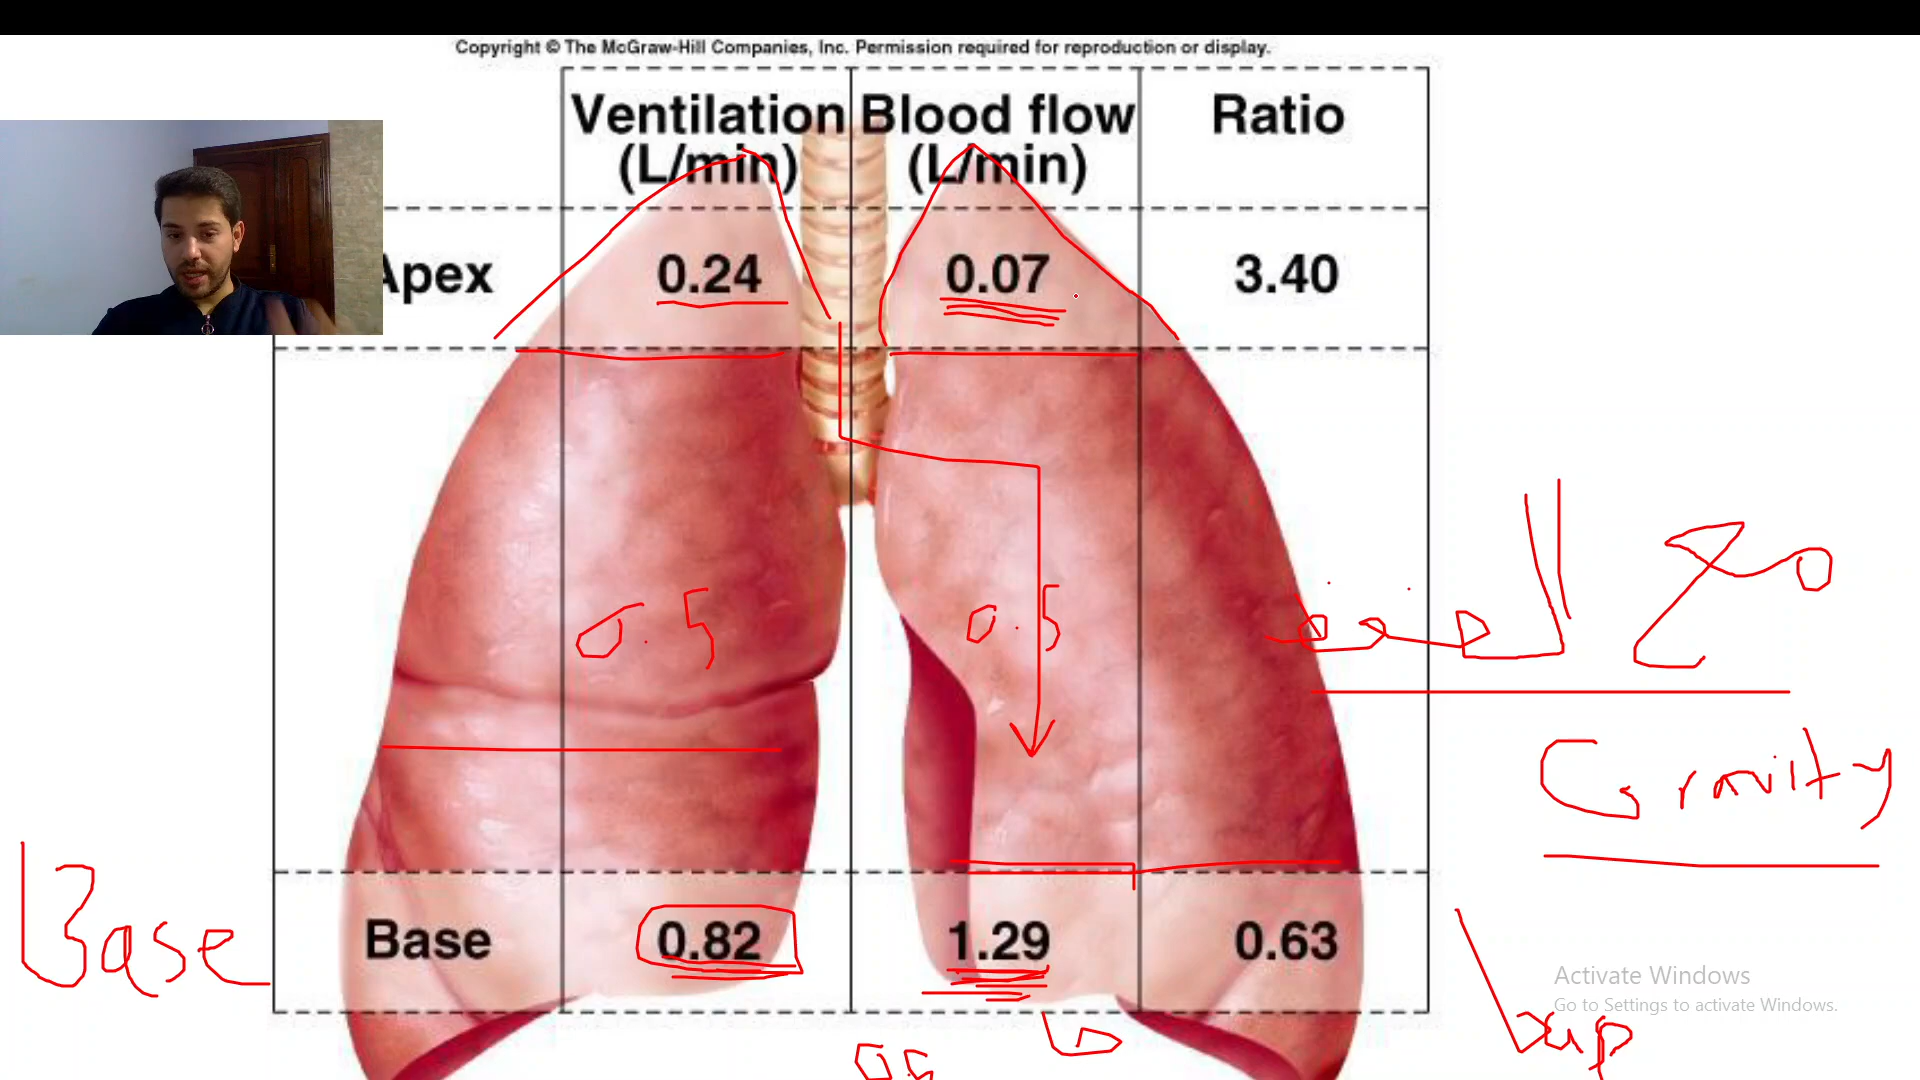 Copyright © The McGraw-Hill Companies, Inc. Permission required for reproduction or display.
Ventilation (L/min) Blood flow (L/min) Ratio
Apex 0.24 0.07 3.40
0.5 0.5
Gravity
Base
Base 0.82 1.29 0.63
Activate Windows
Go to Settings to activate Windows.